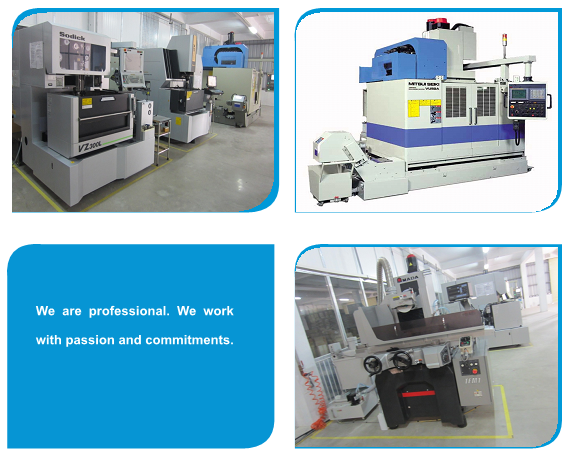 Sodick
VZ300L
MITSUI SEIKI
We are professional. We work
with passion and commitments.